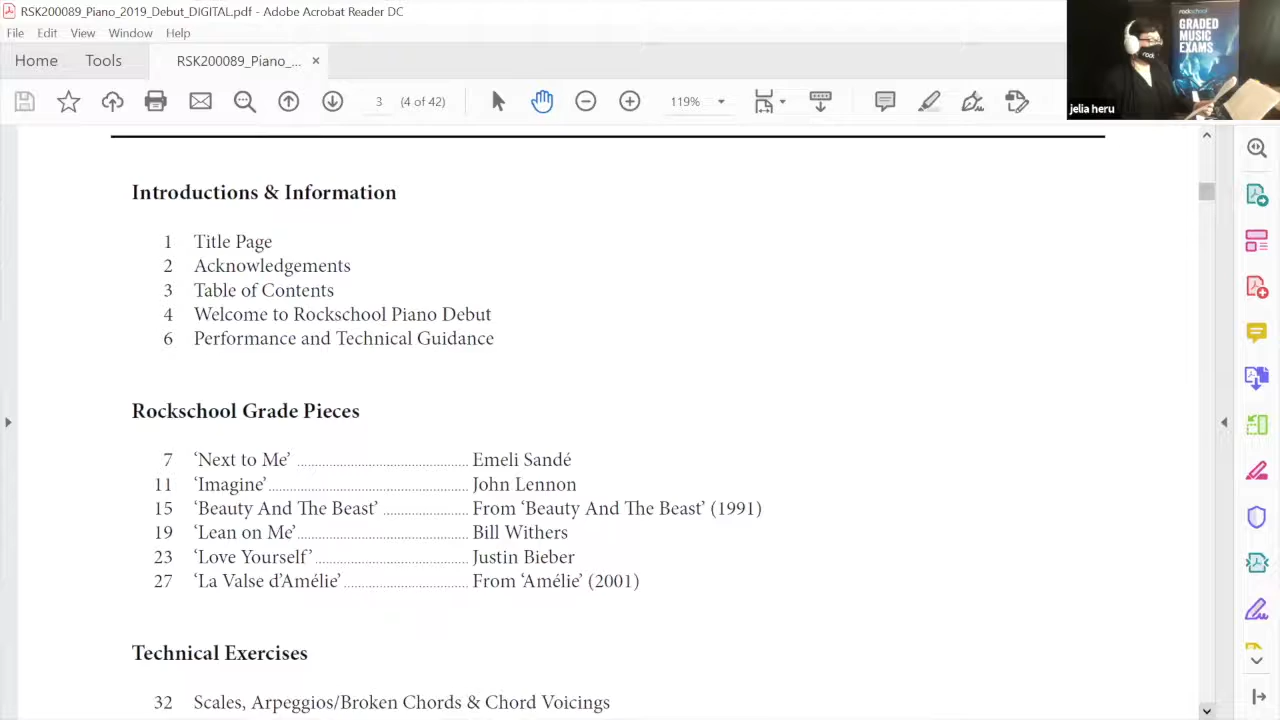 RSK200089_Piano_2019_Debut_DiGITAL.pdf - Adobe Acrobat Reader DC
File Edit View Window Help
Home Tools RSK200089_Piano_... ×
3 (4 of 42) 119%
rockschool
GRADED
MUSIC
EXAMS
rock
jelia heru
Introductions & Information
1 Title Page
2 Acknowledgements
3 Table of Contents
4 Welcome to Rockschool Piano Debut
6 Performance and Technical Guidance
Rockschool Grade Pieces
7 ‘Next to Me’ ................................................ Emeli Sandé
11 ‘Imagine’ ...................................................... John Lennon
15 ‘Beauty And The Beast’ ....................... From ‘Beauty And The Beast’ (1991)
19 ‘Lean on Me’ .............................................. Bill Withers
23 ‘Love Yourself’ ......................................... Justin Bieber
27 ‘La Valse d’Amélie’ .................................. From ‘Amélie’ (2001)
Technical Exercises
32 Scales, Arpeggios/Broken Chords & Chord Voicings